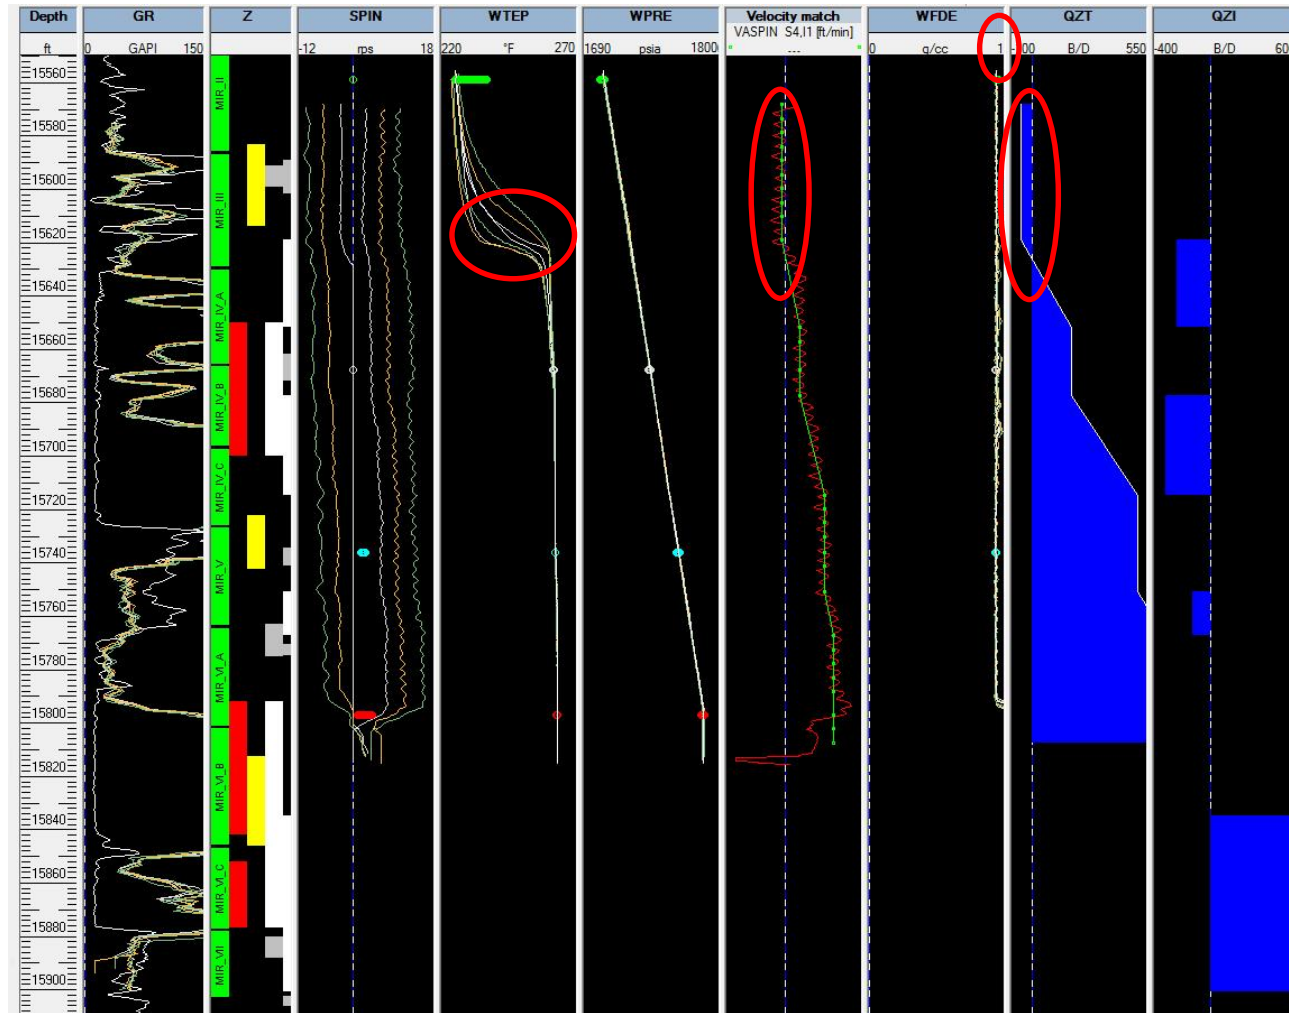 Depth GR Z SPIN WTEP WPRE Velocity match WFDE QZT QZI
VASPIN S4,I1 [ft/min]
ft 0 GAPI 150 -12 rps 18 220 °F 270 1690 psia 1800 --- 0 g/cc 1 B/D 550 -400 B/D
15560
15580
15600
15620
15640
15660
15680
15700
15720
15740
15760
15780
15800
15820
15840
15860
15880
15900
MIR_II
MIR_III
MIR_IV_A
MIR_IV_B
MIR_IV_C
MIR_V
MIR_VI_A
MIR_VI_B
MIR_VI_C
MIR_VII